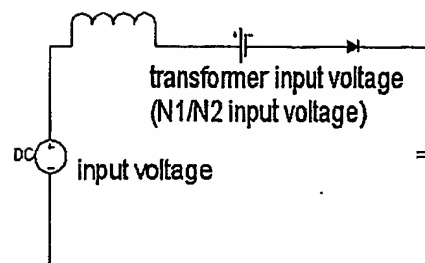 transformer input voltage
(N1/N2 input voltage)
DC
input voltage